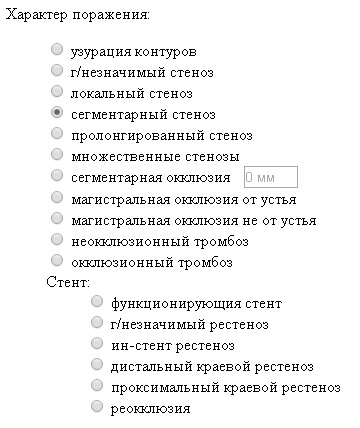 Характер поражения:
узурация контуров
г/незначимый стеноз
локальный стеноз
сегментарный стеноз
пролонгированный стеноз
множественные стенозы
сегментарная окклюзия 0 мм
магистральная окклюзия от устья
магистральная окклюзия не от устья
неокклюзионный тромбоз
окклюзионный тромбоз
Стент:
функционирующия стент
г/незначимый рестеноз
ин-стент рестеноз
дистальный краевой рестеноз
проксимальный краевой рестеноз
реокклюзия